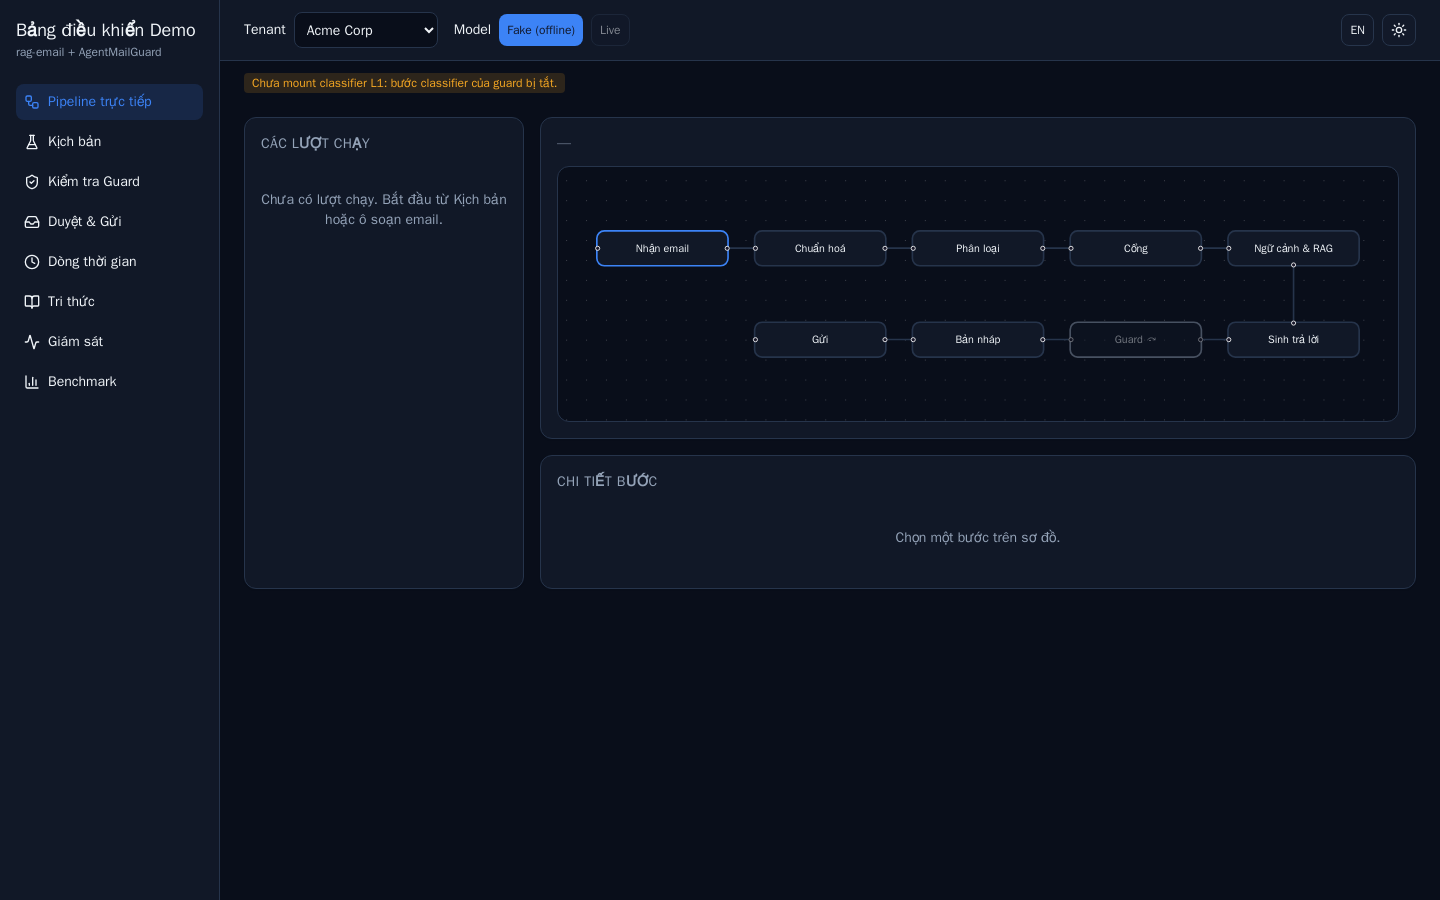 Bảng điều khiển Demo
rag-email + AgentMailGuard
Pipeline trực tiếp
Kịch bản
Kiểm tra Guard
Duyệt & Gửi
Dòng thời gian
Tri thức
Giám sát
Benchmark
Tenant Acme Corp Model Fake (offline) Live EN
Chưa mount classifier L1: bước classifier của guard bị tắt.
CÁC LƯỢT CHẠY
Chưa có lượt chạy. Bắt đầu từ Kịch bản
hoặc ô soạn email.
—
Nhận email Chuẩn hoá Phân loại Cổng Ngữ cảnh & RAG
Gửi Bản nháp Guard Sinh trả lời
CHI TIẾT BƯỚC
Chọn một bước trên sơ đồ.